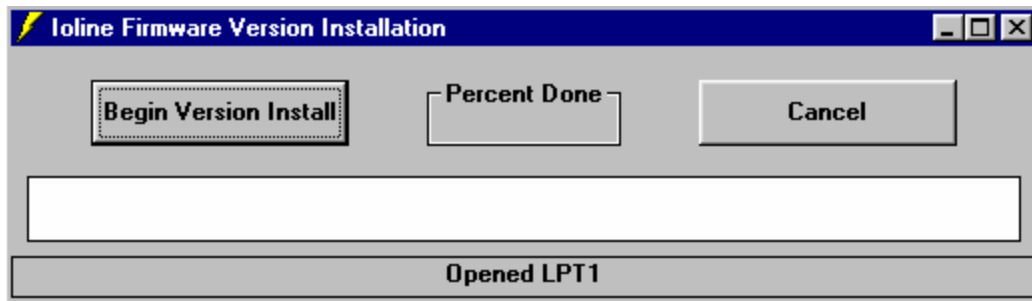 Ioline Firmware Version Installation
Begin Version Install
Percent Done
Cancel
Opened LPT1